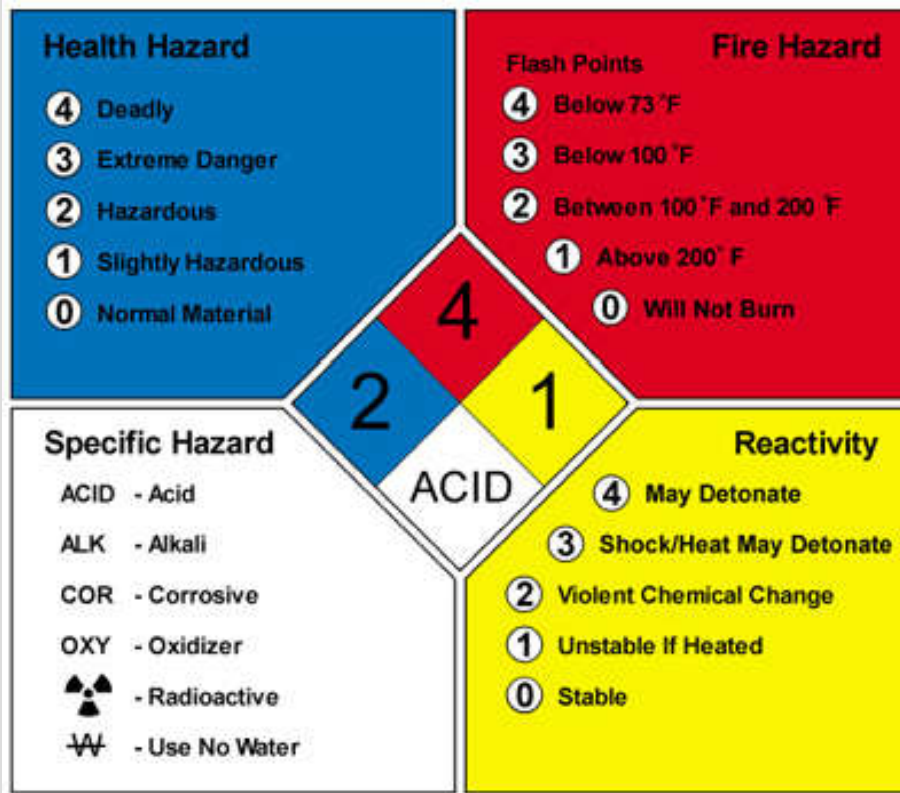 Health Hazard
4 Deadly
3 Extreme Danger
2 Hazardous
1 Slightly Hazardous
0 Normal Material
Fire Hazard
Flash Points
4 Below 73°F
3 Below 100°F
2 Between 100°F and 200°F
1 Above 200°F
0 Will Not Burn
4
2
1
ACID
Specific Hazard
ACID - Acid
ALK - Alkali
COR - Corrosive
OXY - Oxidizer
- Radioactive
W - Use No Water
Reactivity
4 May Detonate
3 Shock/Heat May Detonate
2 Violent Chemical Change
1 Unstable If Heated
0 Stable